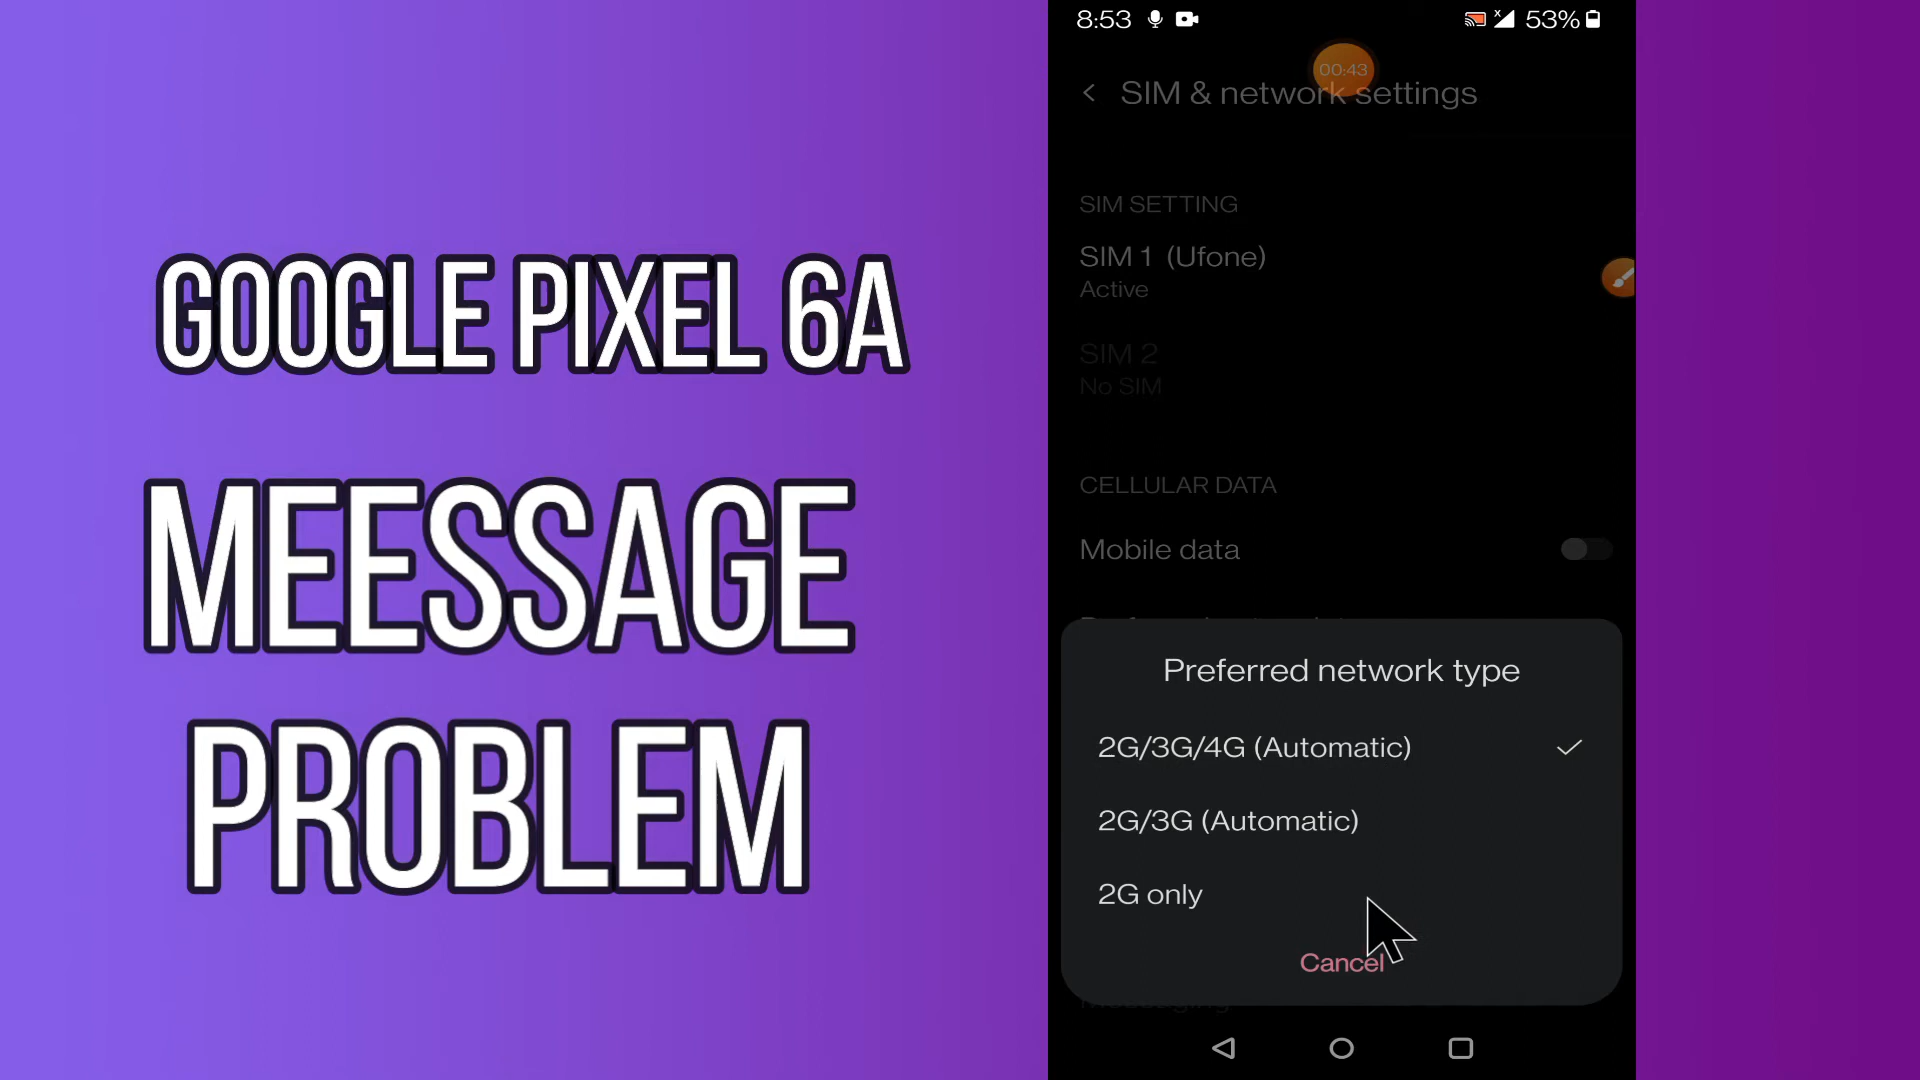 GOOGLE PIXEL 6A
MEESSAGE
PROBLEM
8:53
53%
00:43
SIM & network settings
SIM SETTING
SIM 1 (Ufone)
Active
SIM 2
No SIM
CELLULAR DATA
Mobile data
Preferred network type
2G/3G/4G (Automatic)
2G/3G (Automatic)
2G only
Cancel